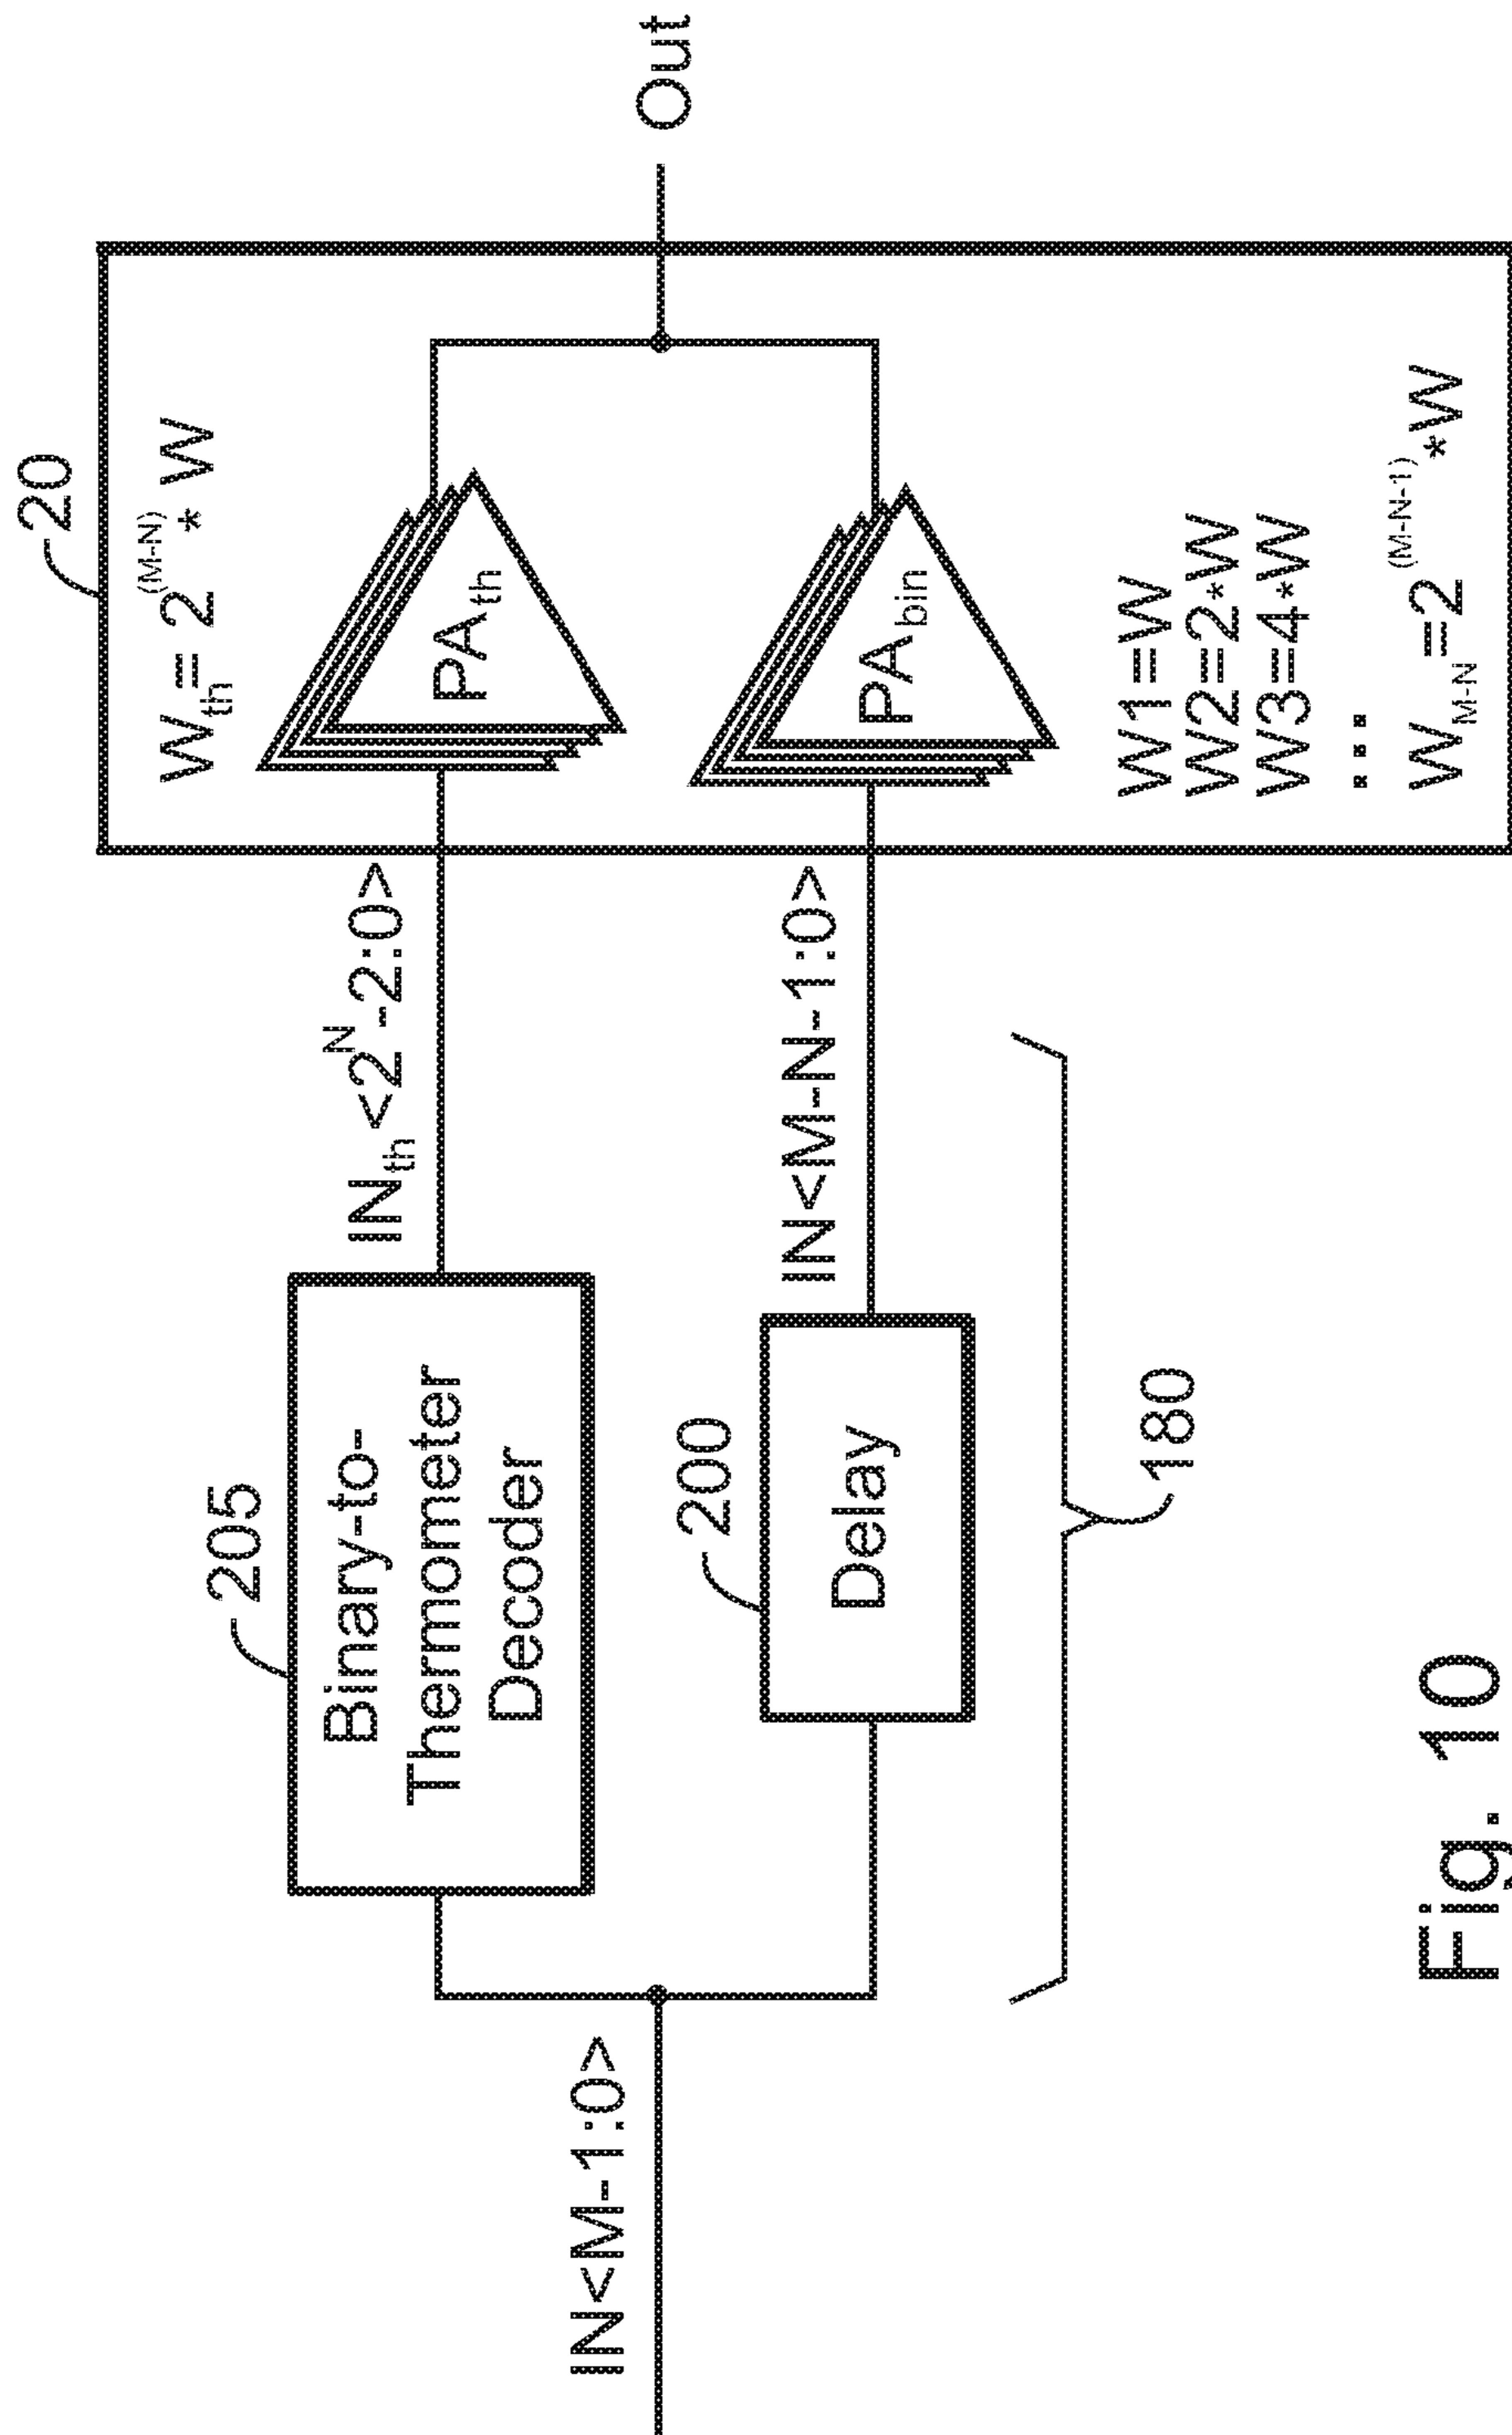 IN<M-1:0>
205
Binary-to-
Thermometer
Decoder
200
Delay
180
IN_th<2^N-2:0>
IN<M-N-1:0>
20
W_th=2^(M-N)*W
PA_th
PA_bin
W1=W
W2=2*W
W3=4*W
...
W_M-N=2^(M-N-1)*W
Out
Fig. 10